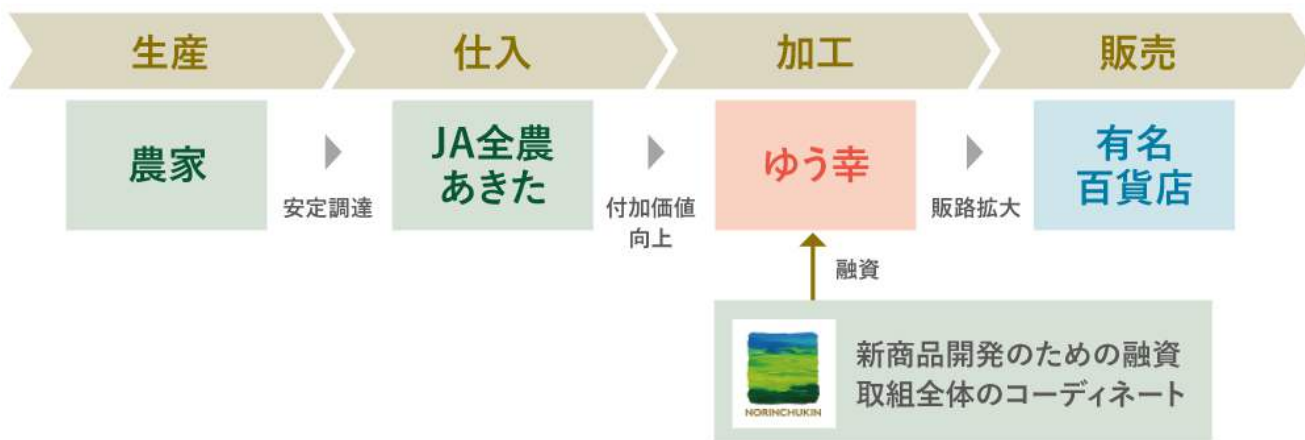 生産
仕入
加工
販売
農家
安定調達
JA全農
あきた
付加価値
向上
ゆう幸
販路拡大
有名
百貨店
融資
NORINCHUKIN
新商品開発のための融資
取組全体のコーディネート